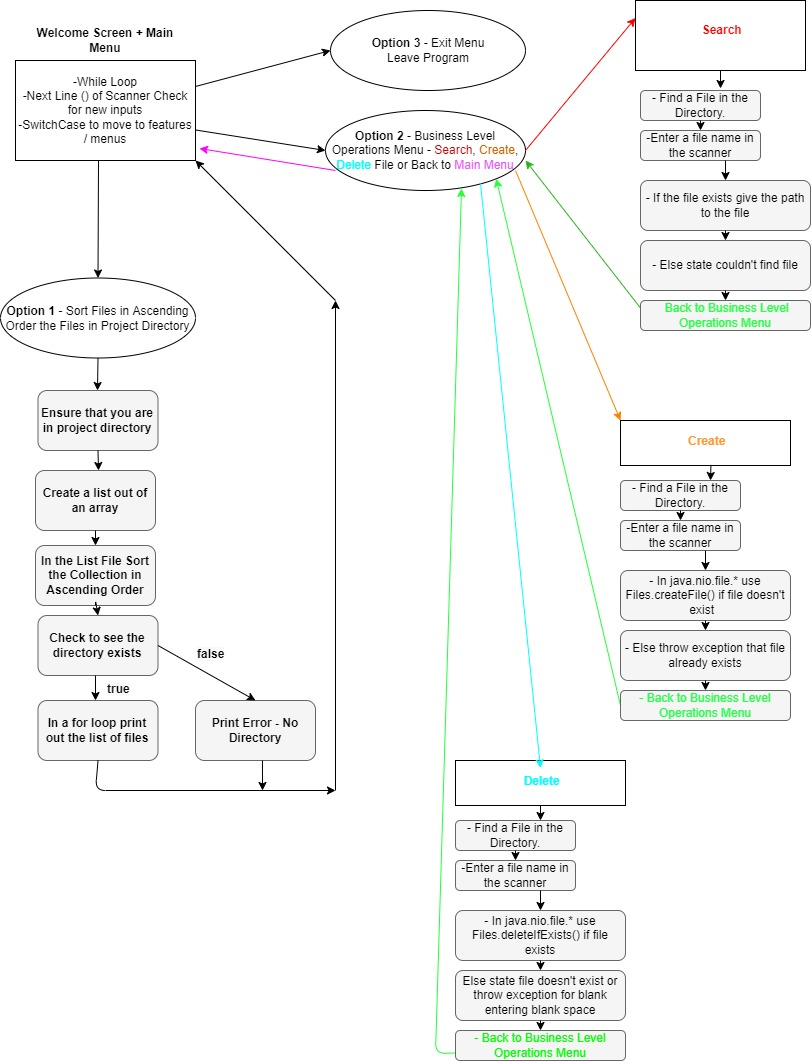 Welcome Screen + Main
Menu
-While Loop
-Next Line () of Scanner Check
for new inputs
-SwitchCase to move to features
/ menus
Option 3 - Exit Menu
Leave Program
Option 2 - Business Level
Operations Menu - Search, Create,
Delete File or Back to Main Menu
Option 1 - Sort Files in Ascending
Order the Files in Project Directory
Ensure that you are
in project directory
Create a list out of
an array
In the List File Sort
the Collection in
Ascending Order
Check to see the
directory exists
false
true
In a for loop print
out the list of files
Print Error - No
Directory
Search
- Find a File in the
Directory.
-Enter a file name in
the scanner
- If the file exists give the path
to the file
- Else state couldn't find file
Back to Business Level
Operations Menu
Create
- Find a File in the
Directory.
-Enter a file name in
the scanner
- In java.nio.file.* use
Files.createFile() if file doesn't
exist
- Else throw exception that file
already exists
- Back to Business Level
Operations Menu
Delete
- Find a File in the
Directory.
-Enter a file name in
the scanner
- In java.nio.file.* use
Files.deleteIfExists() if file
exists
Else state file doesn't exist or
throw exception for blank
entering blank space
- Back to Business Level
Operations Menu